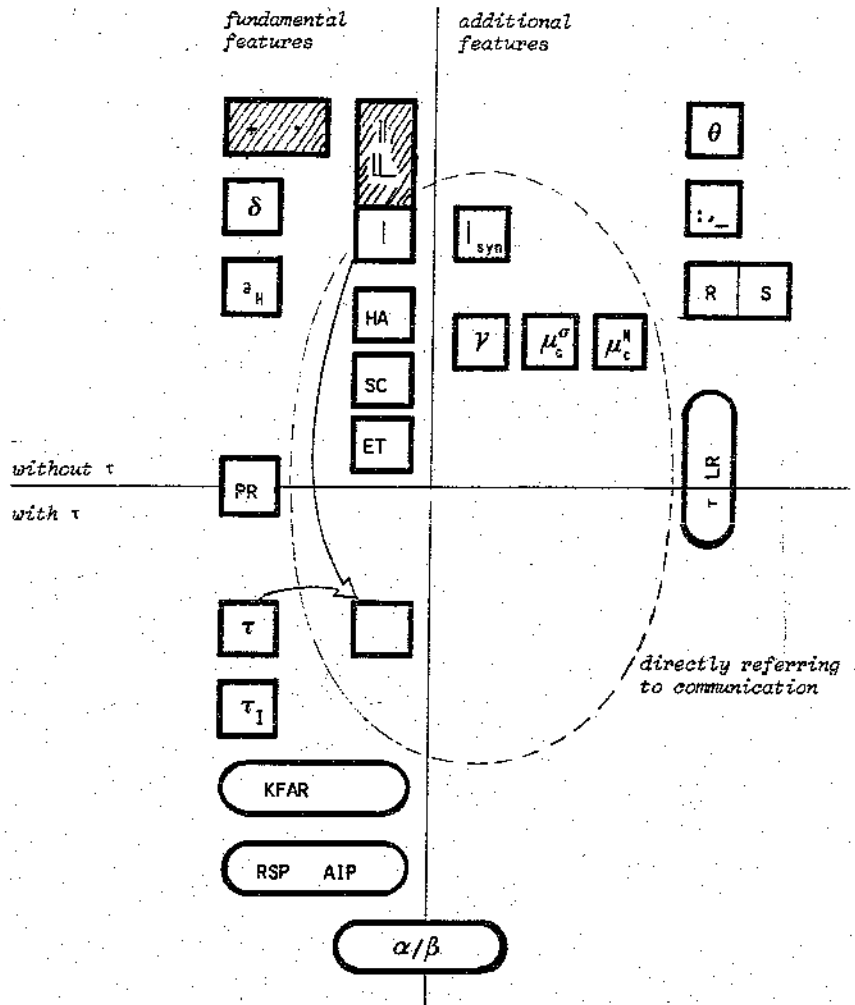 fundamental
features
additional
features
+ ·
⫼
⫼L
θ
δ
|
|syn
:,_
a_H
R S
HA
γ
μ_c^σ
μ_c^M
SC
ET
τ LR
without τ
PR
with τ
τ
directly referring
to communication
τ_I
KFAR
RSP AIP
α/β